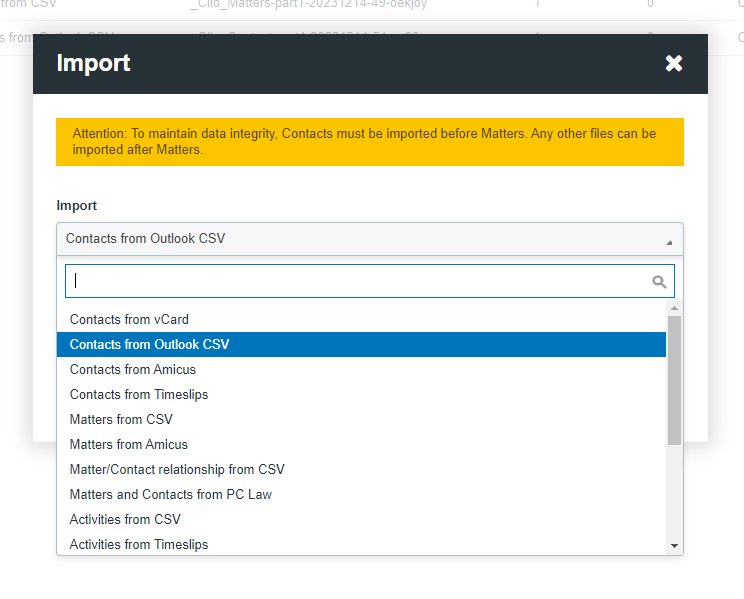 from CSV _Clio_Matters-part1-20231214-49-oekjoy 1 0
s from
Import
Attention: To maintain data integrity, Contacts must be imported before Matters. Any other files can be
imported after Matters.
Import
Contacts from Outlook CSV
Contacts from vCard
Contacts from Outlook CSV
Contacts from Amicus
Contacts from Timeslips
Matters from CSV
Matters from Amicus
Matter/Contact relationship from CSV
Matters and Contacts from PC Law
Activities from CSV
Activities from Timeslips